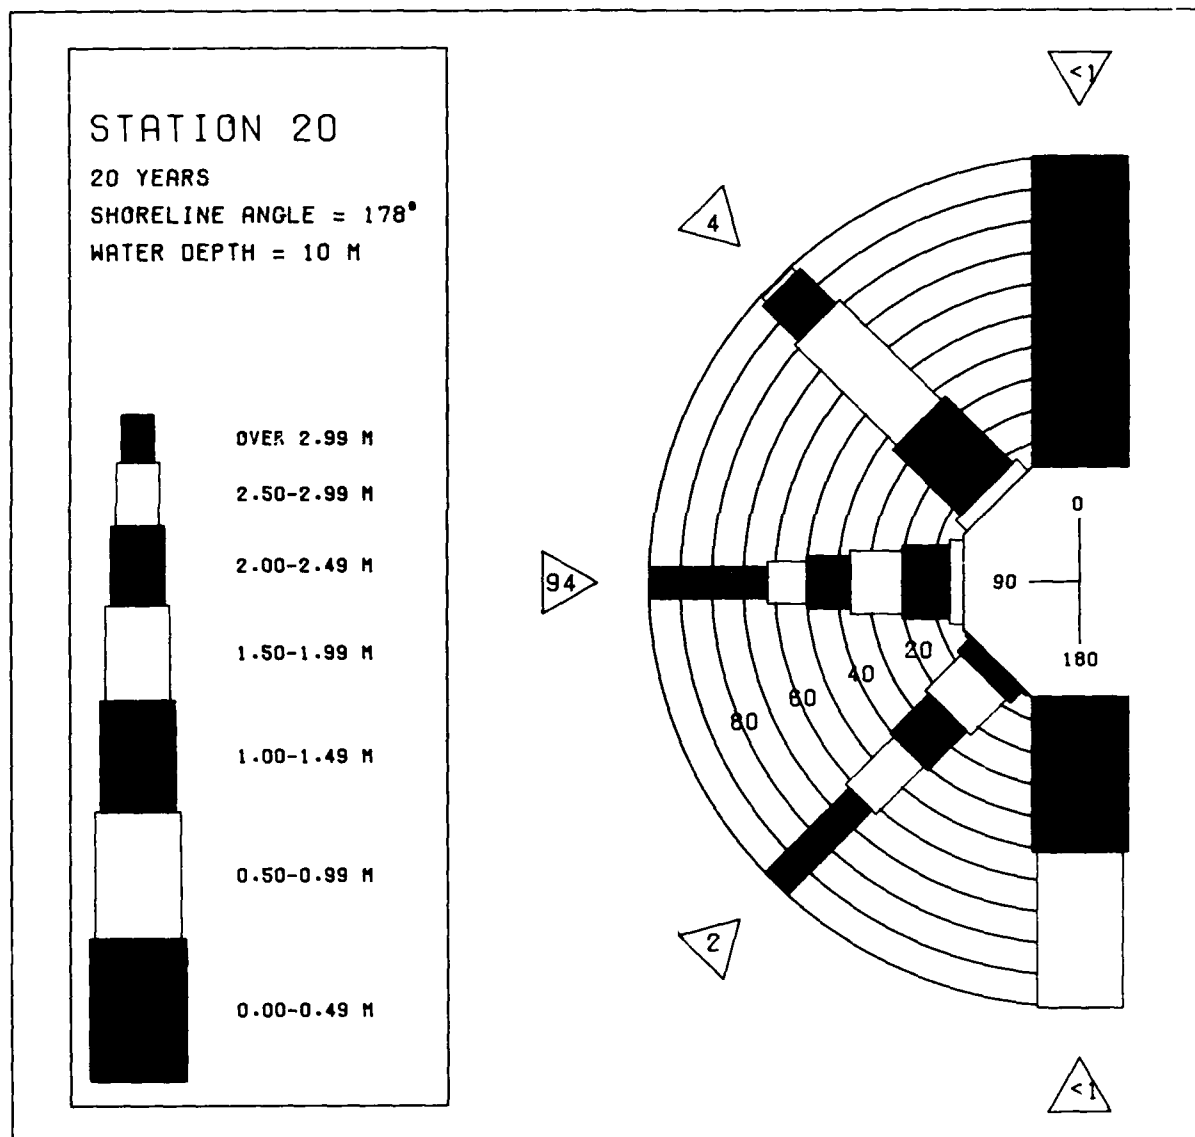 STATION 20
20 YEARS
SHORELINE ANGLE = 178°
WATER DEPTH = 10 M
OVER 2.99 M
2.50-2.99 M
2.00-2.49 M
1.50-1.99 M
1.00-1.49 M
0.50-0.99 M
0.00-0.49 M
<1
4
94
2
<1
0
90
180
20
40
60
80